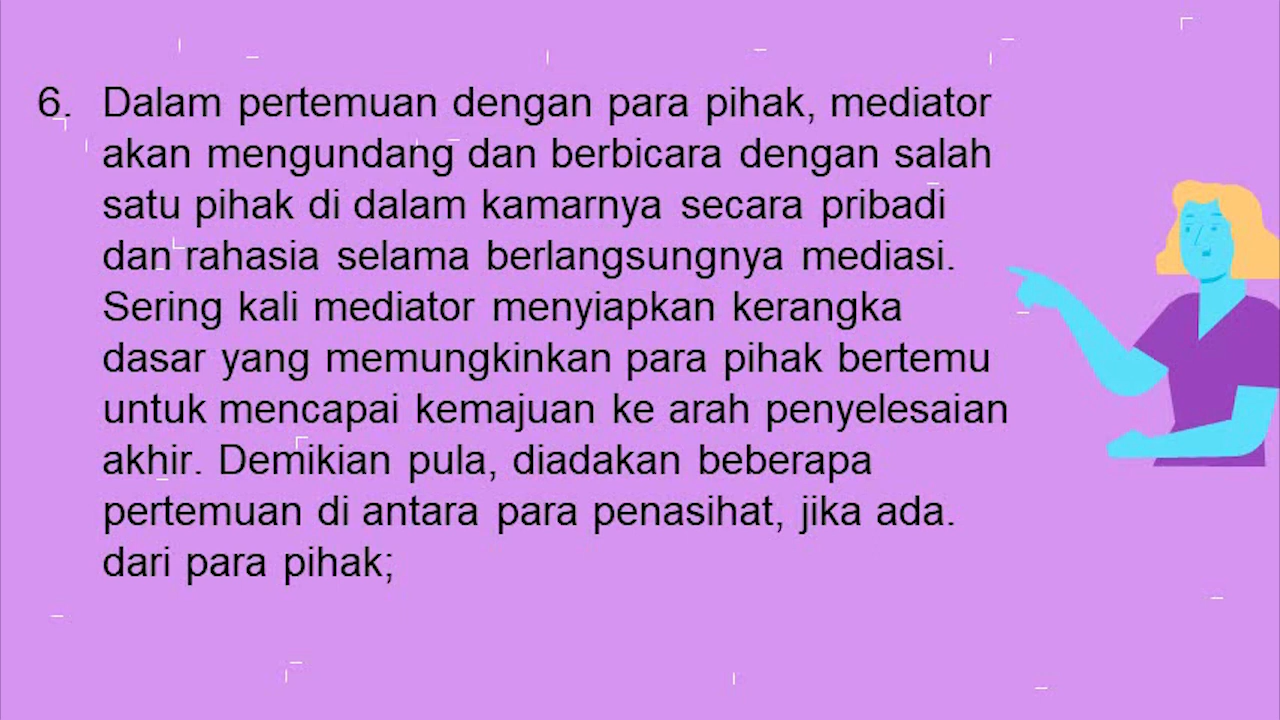 6. Dalam pertemuan dengan para pihak, mediator
akan mengundang dan berbicara dengan salah
satu pihak di dalam kamarnya secara pribadi
dan rahasia selama berlangsungnya mediasi.
Sering kali mediator menyiapkan kerangka
dasar yang memungkinkan para pihak bertemu
untuk mencapai kemajuan ke arah penyelesaian
akhir. Demikian pula, diadakan beberapa
pertemuan di antara para penasihat, jika ada.
dari para pihak;